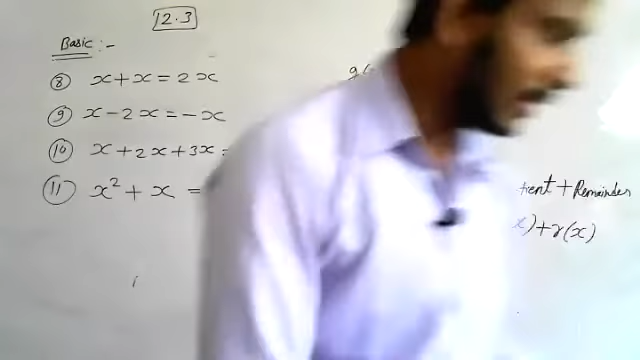 12.3
Basic :-
⑧ x + x = 2x
⑨ x - 2x = -x
⑩ x + 2x + 3x =
⑪ x² + x =
g(
tient + Remainder
x) + r(x)